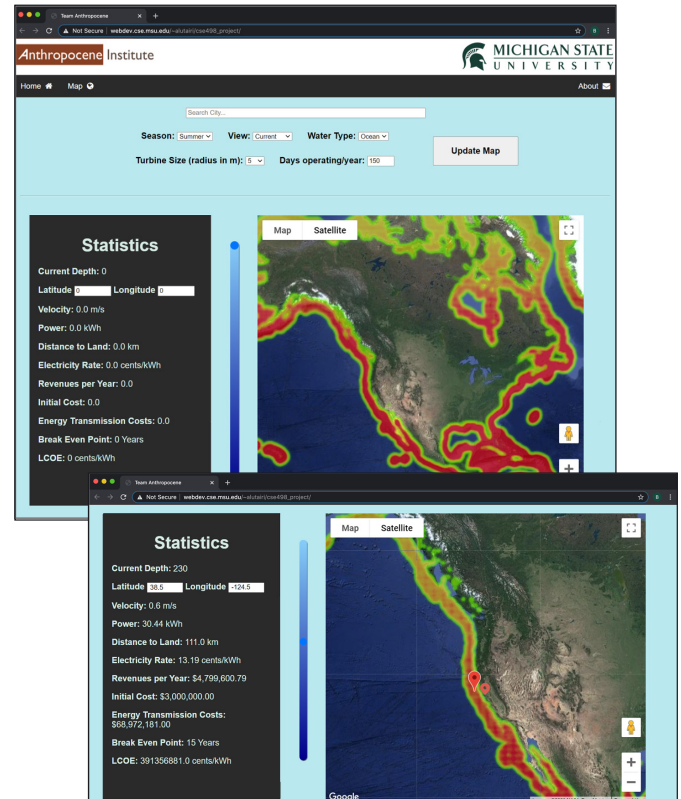 Team Anthropocene
Not Secure | webdev.cse.msu.edu/~alutairi/cse498_project/
Anthropocene Institute
MICHIGAN STATE
UNIVERSITY
Home Map About
Search City...
Season: Summer View: Current Water Type: Ocean
Update Map
Turbine Size (radius in m): 5 Days operating/year: 150
Statistics
Current Depth: 0
Latitude 0 Longitude 0
Velocity: 0.0 m/s
Power: 0.0 kWh
Distance to Land: 0.0 km
Electricity Rate: 0.0 cents/kWh
Revenues per Year: 0.0
Initial Cost: 0.0
Energy Transmission Costs: 0.0
Break Even Point: 0 Years
LCOE: 0 cents/kWh
Map Satellite
Team Anthropocene
Not Secure | webdev.cse.msu.edu/~alutairi/cse498_project/
Statistics
Current Depth: 230
Latitude 38.5 Longitude -124.5
Velocity: 0.6 m/s
Power: 30.44 kWh
Distance to Land: 111.0 km
Electricity Rate: 13.19 cents/kWh
Revenues per Year: $4,799,600.79
Initial Cost: $3,000,000.00
Energy Transmission Costs:
$68,972,181.00
Break Even Point: 15 Years
LCOE: 391356881.0 cents/kWh
Map Satellite
Google